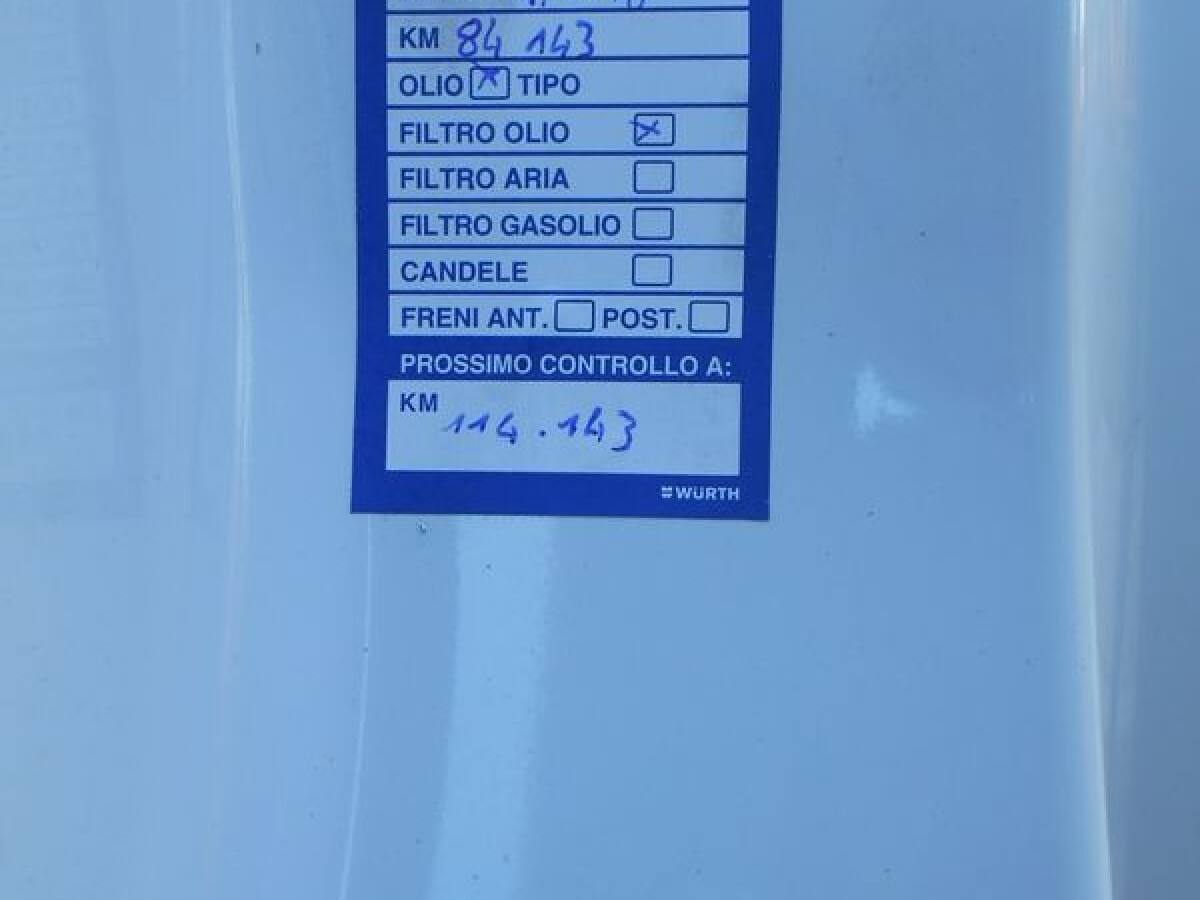 KM 84 143
OLIO TIPO
FILTRO OLIO
FILTRO ARIA
FILTRO GASOLIO
CANDELE
FRENI ANT. POST.
PROSSIMO CONTROLLO A:
KM
114.143
WÜRTH